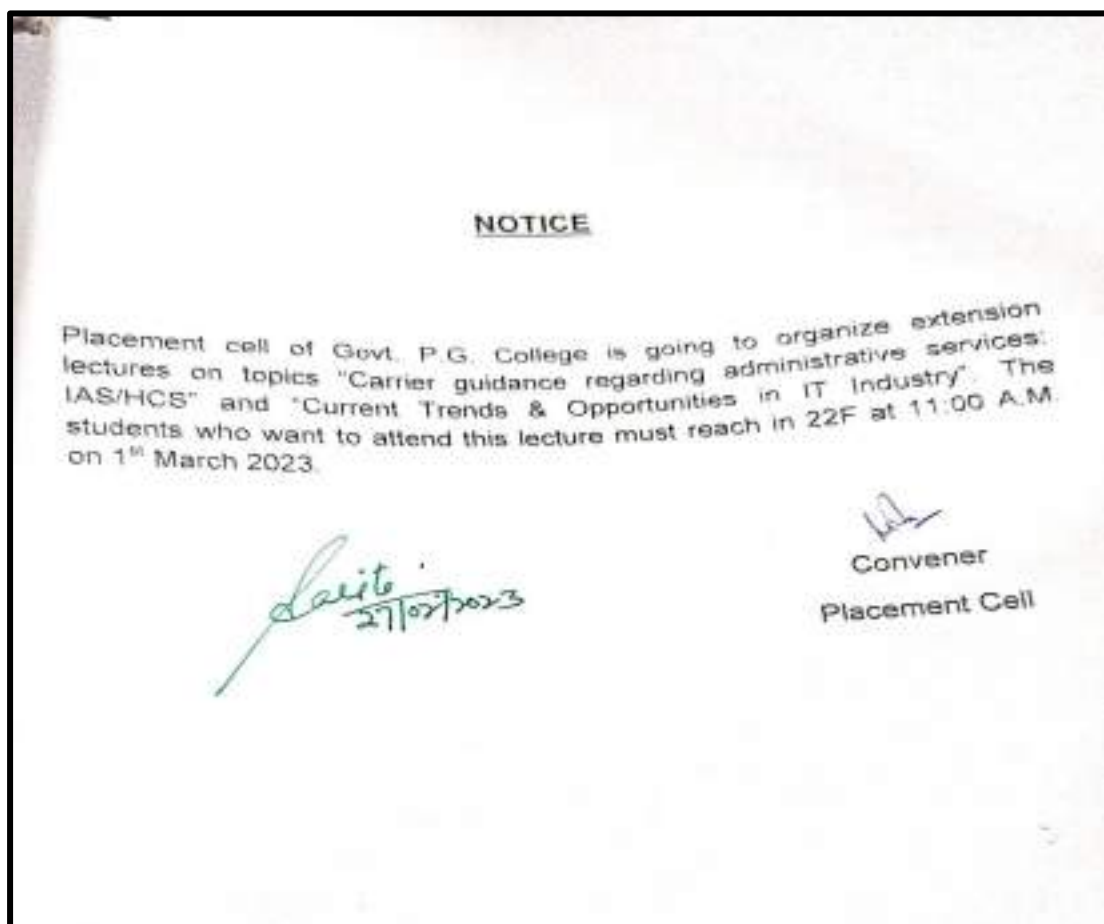 NOTICE
Placement cell of Govt. P.G. College is going to organize extension
lectures on topics "Carrier guidance regarding administrative services:
IAS/HCS" and "Current Trends & Opportunities in IT Industry". The
students who want to attend this lecture must reach in 22F at 11:00 A.M.
on 1st March 2023.
27/02/2023
Convener
Placement Cell